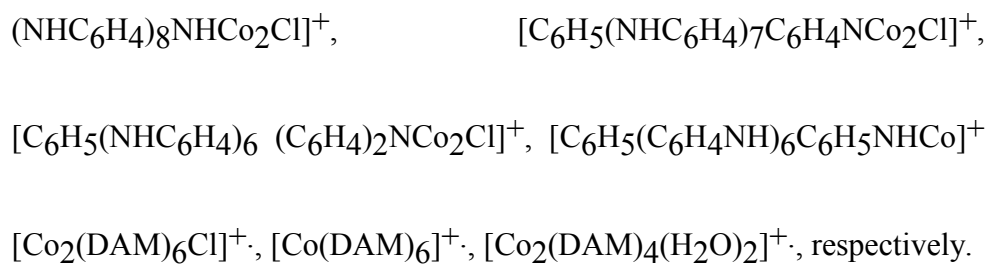 (NHC₆H₄)₈NHCo₂Cl]⁺, [C₆H₅(NHC₆H₄)₇C₆H₄NCo₂Cl]⁺,
[C₆H₅(NHC₆H₄)₆ (C₆H₄)₂NCo₂Cl]⁺, [C₆H₅(C₆H₄NH)₆C₆H₅NHCo]⁺
[Co₂(DAM)₆Cl]⁺·, [Co(DAM)₆]⁺·, [Co₂(DAM)₄(H₂O)₂]⁺·, respectively.